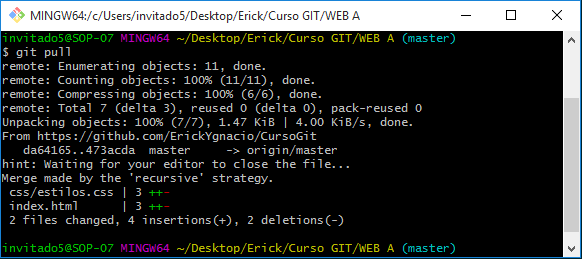 MINGW64:/c/Users/invitado5/Desktop/Erick/Curso GIT/WEB A
invitado5@SOP-07 MINGW64 ~/Desktop/Erick/Curso GIT/WEB A (master)
$ git pull
remote: Enumerating objects: 11, done.
remote: Counting objects: 100% (11/11), done.
remote: Compressing objects: 100% (6/6), done.
remote: Total 7 (delta 3), reused 0 (delta 0), pack-reused 0
Unpacking objects: 100% (7/7), 1.47 KiB | 4.00 KiB/s, done.
From https://github.com/ErickYgnacio/CursoGit
   da64165..473acda  master     -> origin/master
hint: Waiting for your editor to close the file...
Merge made by the 'recursive' strategy.
 css/estilos.css | 3 ++-
 index.html      | 3 ++-
 2 files changed, 4 insertions(+), 2 deletions(-)
invitado5@SOP-07 MINGW64 ~/Desktop/Erick/Curso GIT/WEB A (master)